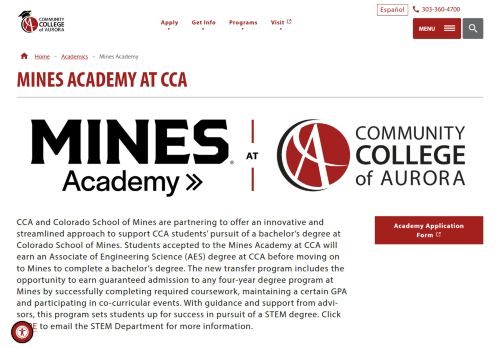 COMMUNITY
COLLEGE
of AURORA
Apply
Get Info
Programs
Visit
Español
303-360-4700
MENU
Home – Academics – Mines Academy
MINES ACADEMY AT CCA
MINES®
Academy
AT
COMMUNITY
COLLEGE
of AURORA
CCA and Colorado School of Mines are partnering to offer an innovative and
streamlined approach to support CCA students' pursuit of a bachelor's degree at
Colorado School of Mines. Students accepted to the Mines Academy at CCA will
earn an Associate of Engineering Science (AES) degree at CCA before moving on
to Mines to complete a bachelor's degree. The new transfer program includes the
opportunity to earn guaranteed admission to any four-year degree program at
Mines by successfully completing required coursework, maintaining a certain GPA
and participating in co-curricular events. With guidance and support from advi-
sors, this program sets students up for success in pursuit of a STEM degree. Click
to email the STEM Department for more information.
Academy Application
Form